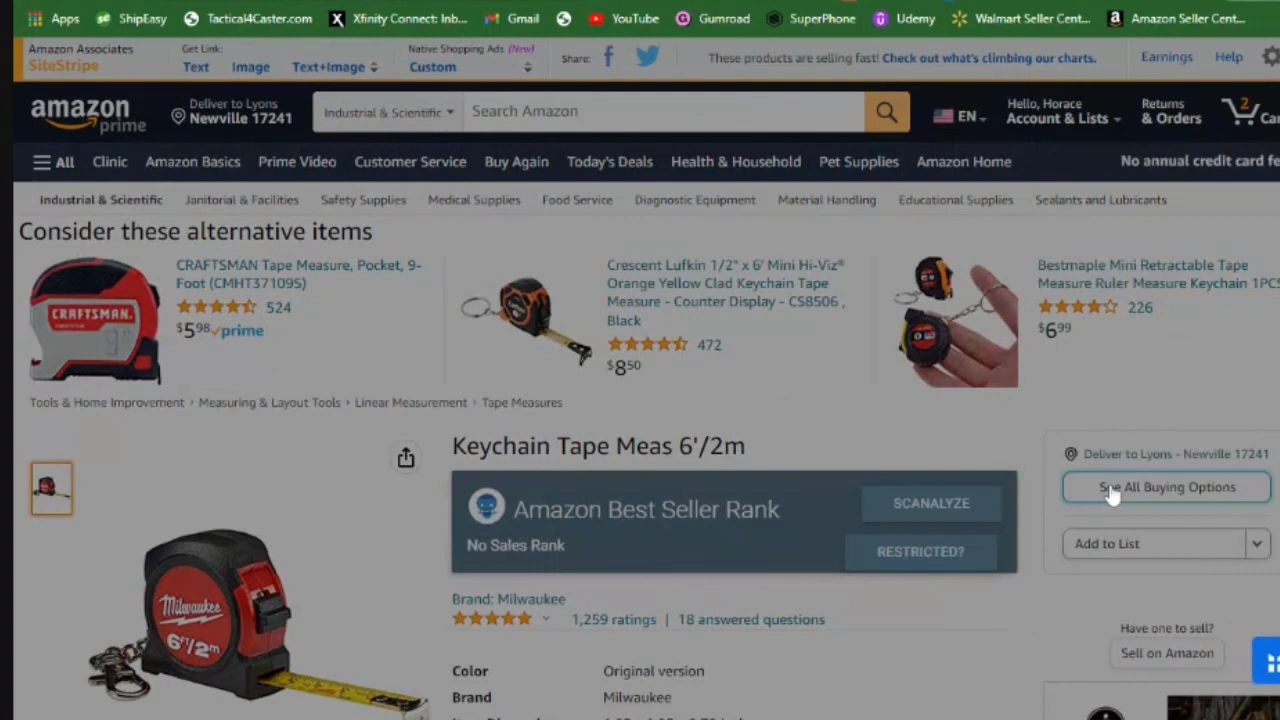 Apps ShipEasy Tactical4Caster.com Xfinity Connect: Inb... Gmail YouTube Gumroad SuperPhone Udemy Walmart Seller Cent... Amazon Seller Cent...
Amazon Associates
SiteStripe
Get Link:
Text Image Text+Image
Native Shopping Ads (New!)
Custom
Share:
These products are selling fast! Check out what's climbing our charts.
Earnings Help
amazon
prime
Deliver to Lyons
Newville 17241
Industrial & Scientific
Search Amazon
EN
Hello, Horace
Account & Lists
Returns
& Orders
2
All Clinic Amazon Basics Prime Video Customer Service Buy Again Today's Deals Health & Household Pet Supplies Amazon Home No annual credit card
Industrial & Scientific Janitorial & Facilities Safety Supplies Medical Supplies Food Service Diagnostic Equipment Material Handling Educational Supplies Sealants and Lubricants
Consider these alternative items
CRAFTSMAN.
CRAFTSMAN Tape Measure, Pocket, 9-
Foot (CMHT37109S)
524
$5 98 prime
Crescent Lufkin 1/2" x 6' Mini Hi-Viz®
Orange Yellow Clad Keychain Tape
Measure - Counter Display - CS8506 ,
Black
472
$8 50
Bestmaple Mini Retractable Tape
Measure Ruler Measure Keychain 1PCS
226
$6 99
Tools & Home Improvement › Measuring & Layout Tools › Linear Measurement › Tape Measures
Keychain Tape Meas 6'/2m
Amazon Best Seller Rank
No Sales Rank
SCANALYZE
RESTRICTED?
Brand: Milwaukee
1,259 ratings | 18 answered questions
Color Original version
Brand Milwaukee
Milwaukee
6FT/2m
Deliver to Lyons - Newville 17241
See All Buying Options
Add to List
Have one to sell?
Sell on Amazon